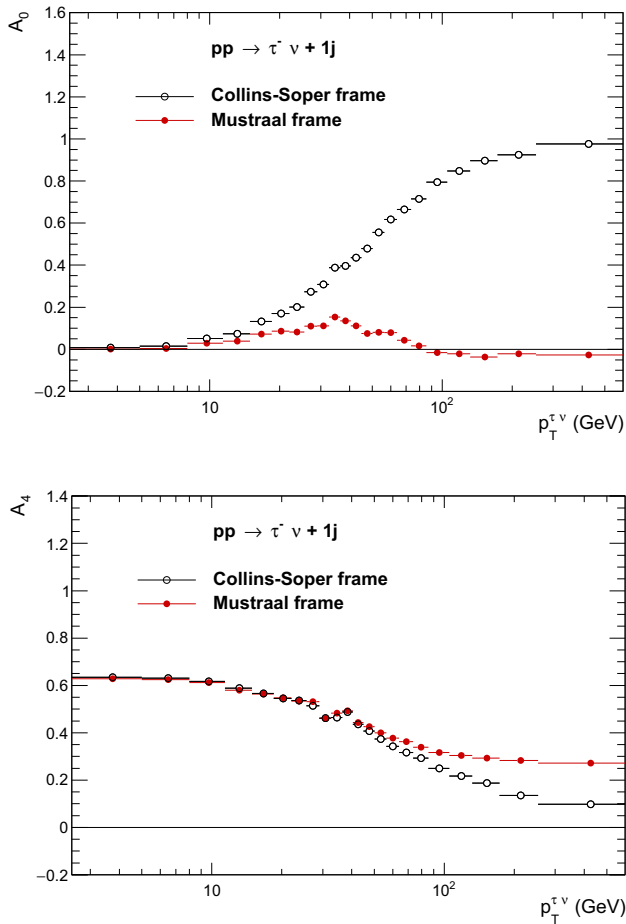 A₀
1.6
pp → τ⁻ ν + 1j
1.4
Collins-Soper frame
1.2
Mustraal frame
1
0.8
0.6
0.4
0.2
0
−0.2
10
10²
p_T^{τ ν} (GeV)
A₄
1.4
pp → τ⁻ ν + 1j
1.2
Collins-Soper frame
1
Mustraal frame
0.8
0.6
0.4
0.2
0
−0.2
10
10²
p_T^{τ ν} (GeV)